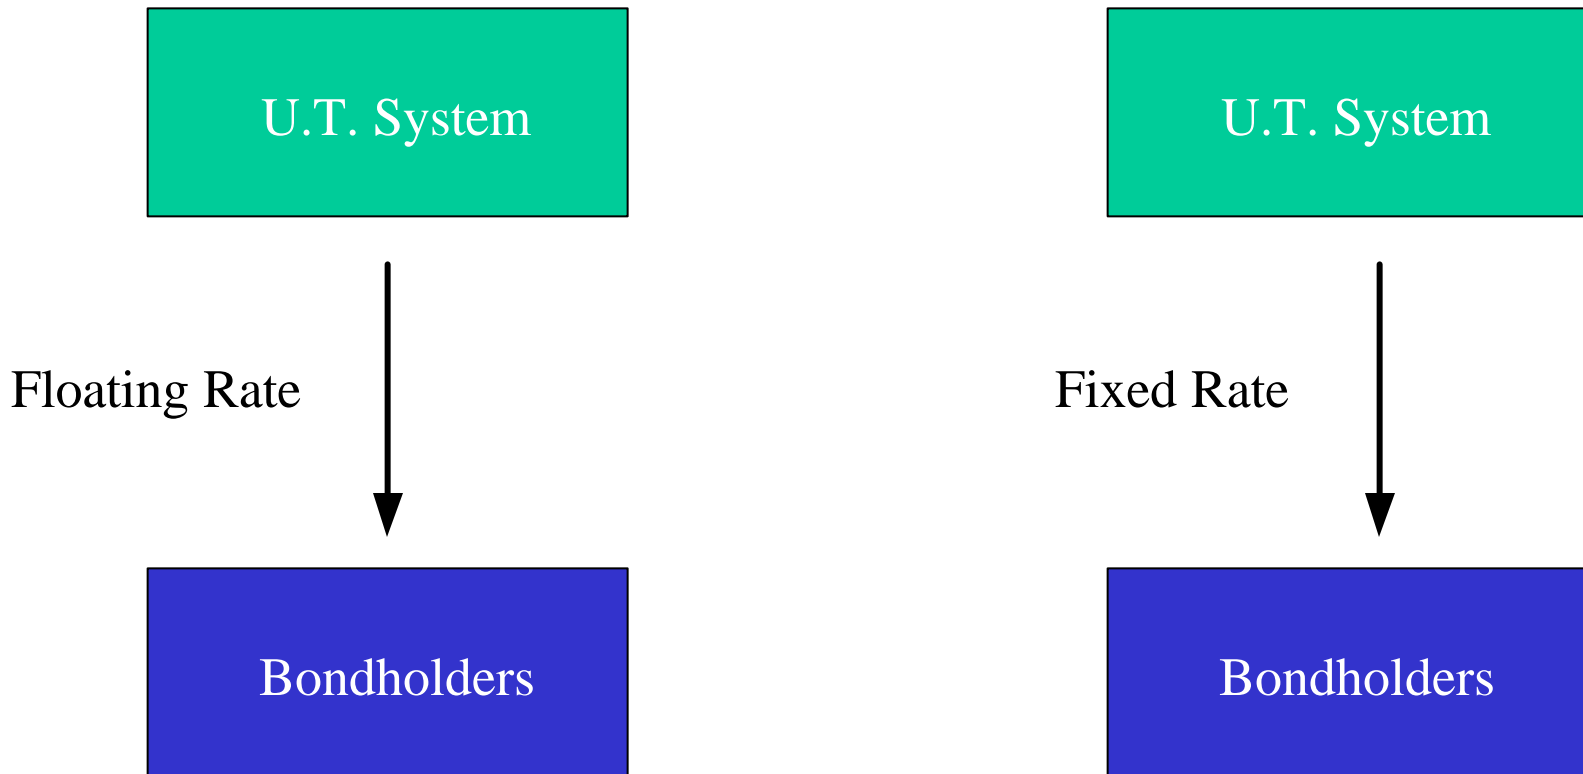 U.T. System
U.T. System
Floating Rate
Fixed Rate
Bondholders
Bondholders